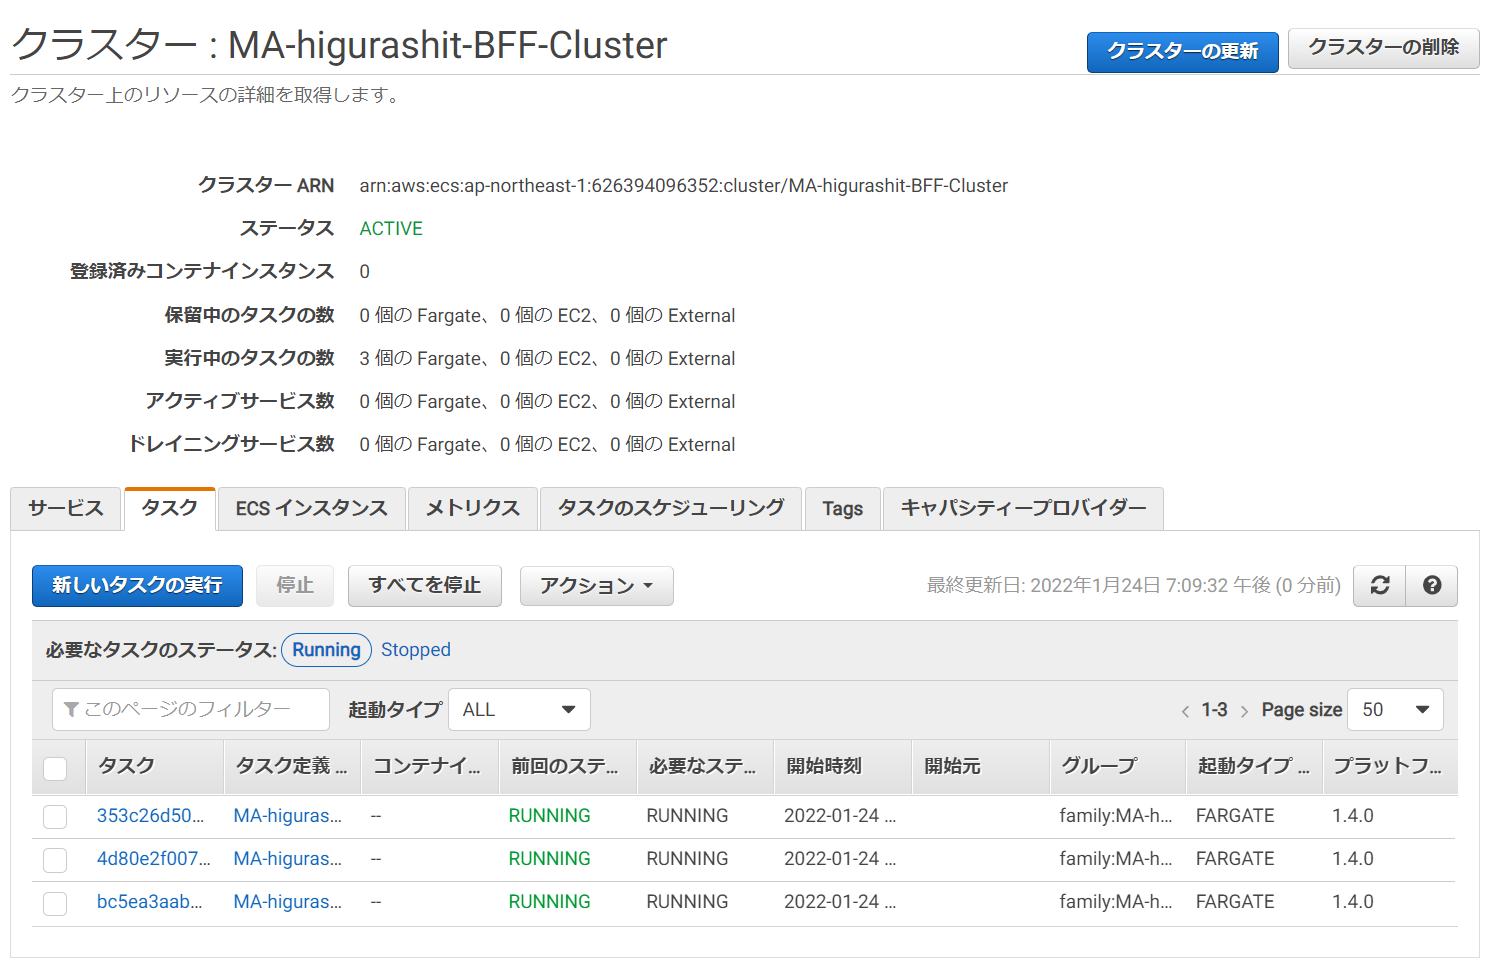 クラスター : MA-higurashit-BFF-Cluster
クラスターの更新 クラスターの削除
クラスター上のリソースの詳細を取得します。
クラスター ARN arn:aws:ecs:ap-northeast-1:626394096352:cluster/MA-higurashit-BFF-Cluster
ステータス ACTIVE
登録済みコンテナインスタンス 0
保留中のタスクの数 0 個の Fargate、0 個の EC2、0 個の External
実行中のタスクの数 3 個の Fargate、0 個の EC2、0 個の External
アクティブサービス数 0 個の Fargate、0 個の EC2、0 個の External
ドレイニングサービス数 0 個の Fargate、0 個の EC2、0 個の External
サービス タスク ECS インスタンス メトリクス タスクのスケジューリング Tags キャパシティープロバイダー
新しいタスクの実行 停止 すべてを停止 アクション 最終更新日: 2022年1月24日 7:09:32 午後 (0 分前)
必要なタスクのステータス: Running Stopped
このページのフィルター 起動タイプ ALL 1-3 Page size 50
タスク タスク定義 ... コンテナイ... 前回のステ... 必要なステ... 開始時刻 開始元 グループ 起動タイプ ... プラットフ...
353c26d50... MA-higuras... -- RUNNING RUNNING 2022-01-24 ... family:MA-h... FARGATE 1.4.0
4d80e2f007... MA-higuras... -- RUNNING RUNNING 2022-01-24 ... family:MA-h... FARGATE 1.4.0
bc5ea3aab... MA-higuras... -- RUNNING RUNNING 2022-01-24 ... family:MA-h... FARGATE 1.4.0